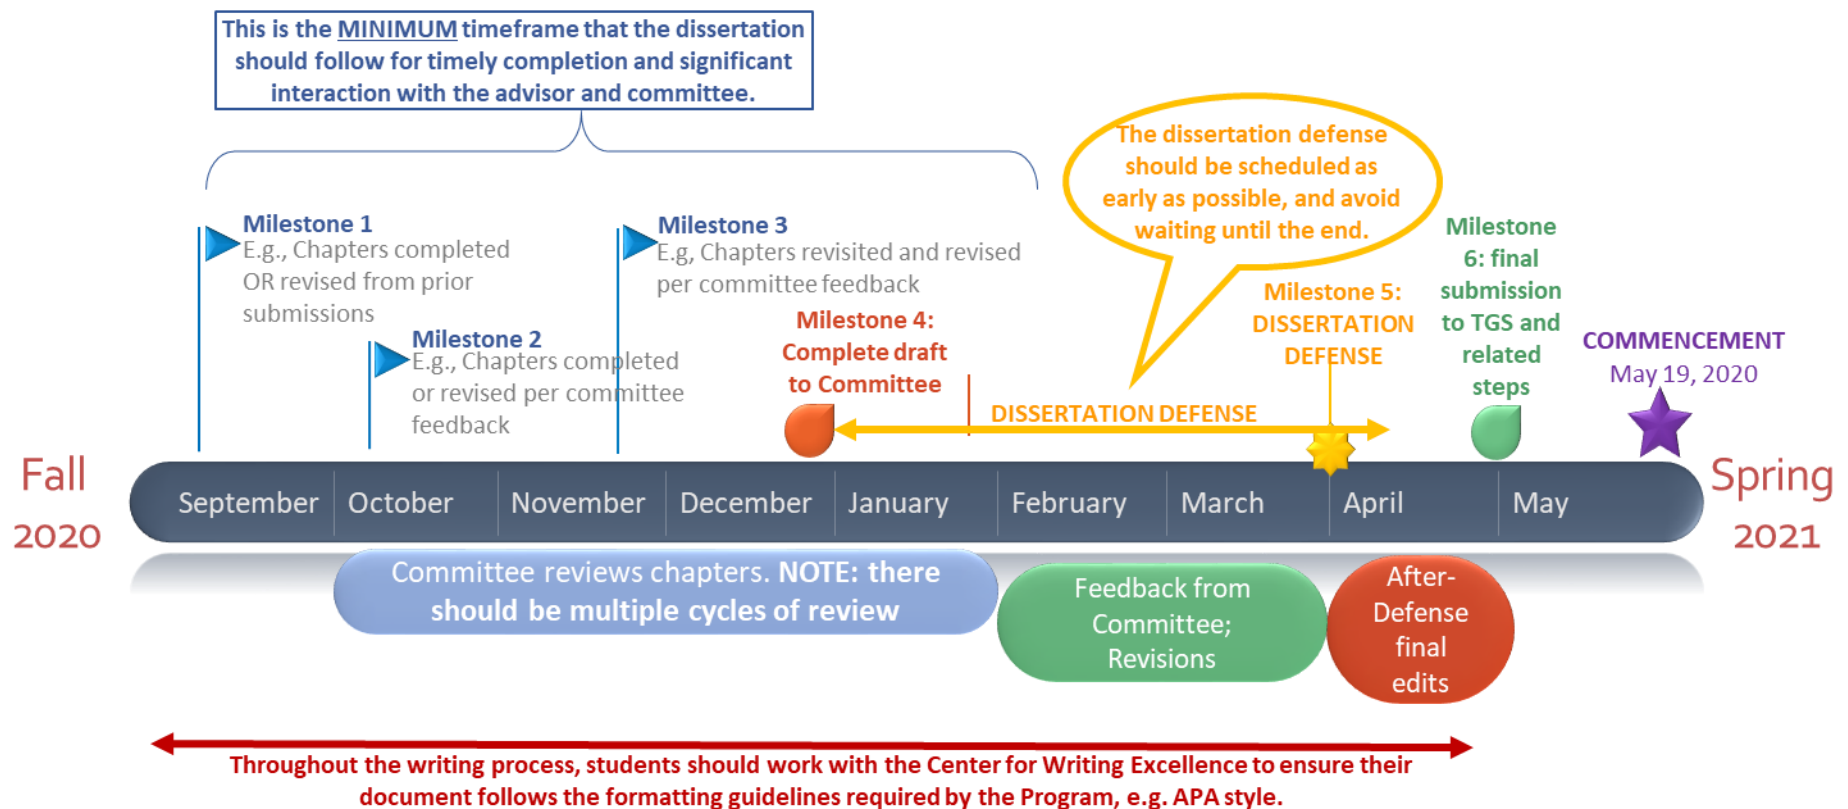 This is the MINIMUM timeframe that the dissertation
should follow for timely completion and significant
interaction with the advisor and committee.
The dissertation defense
should be scheduled as
early as possible, and avoid
waiting until the end.
Milestone 1
E.g., Chapters completed
OR revised from prior
submissions
Milestone 2
E.g., Chapters completed
or revised per committee
feedback
Milestone 3
E.g, Chapters revisited and revised
per committee feedback
Milestone 4:
Complete draft
to Committee
DISSERTATION DEFENSE
Milestone 5:
DISSERTATION
DEFENSE
Milestone
6: final
submission
to TGS and
related
steps
COMMENCEMENT
May 19, 2020
Fall
2020
September
October
November
December
January
February
March
April
May
Spring
2021
Committee reviews chapters. NOTE: there
should be multiple cycles of review
Feedback from
Committee;
Revisions
After-
Defense
final
edits
Throughout the writing process, students should work with the Center for Writing Excellence to ensure their
document follows the formatting guidelines required by the Program, e.g. APA style.